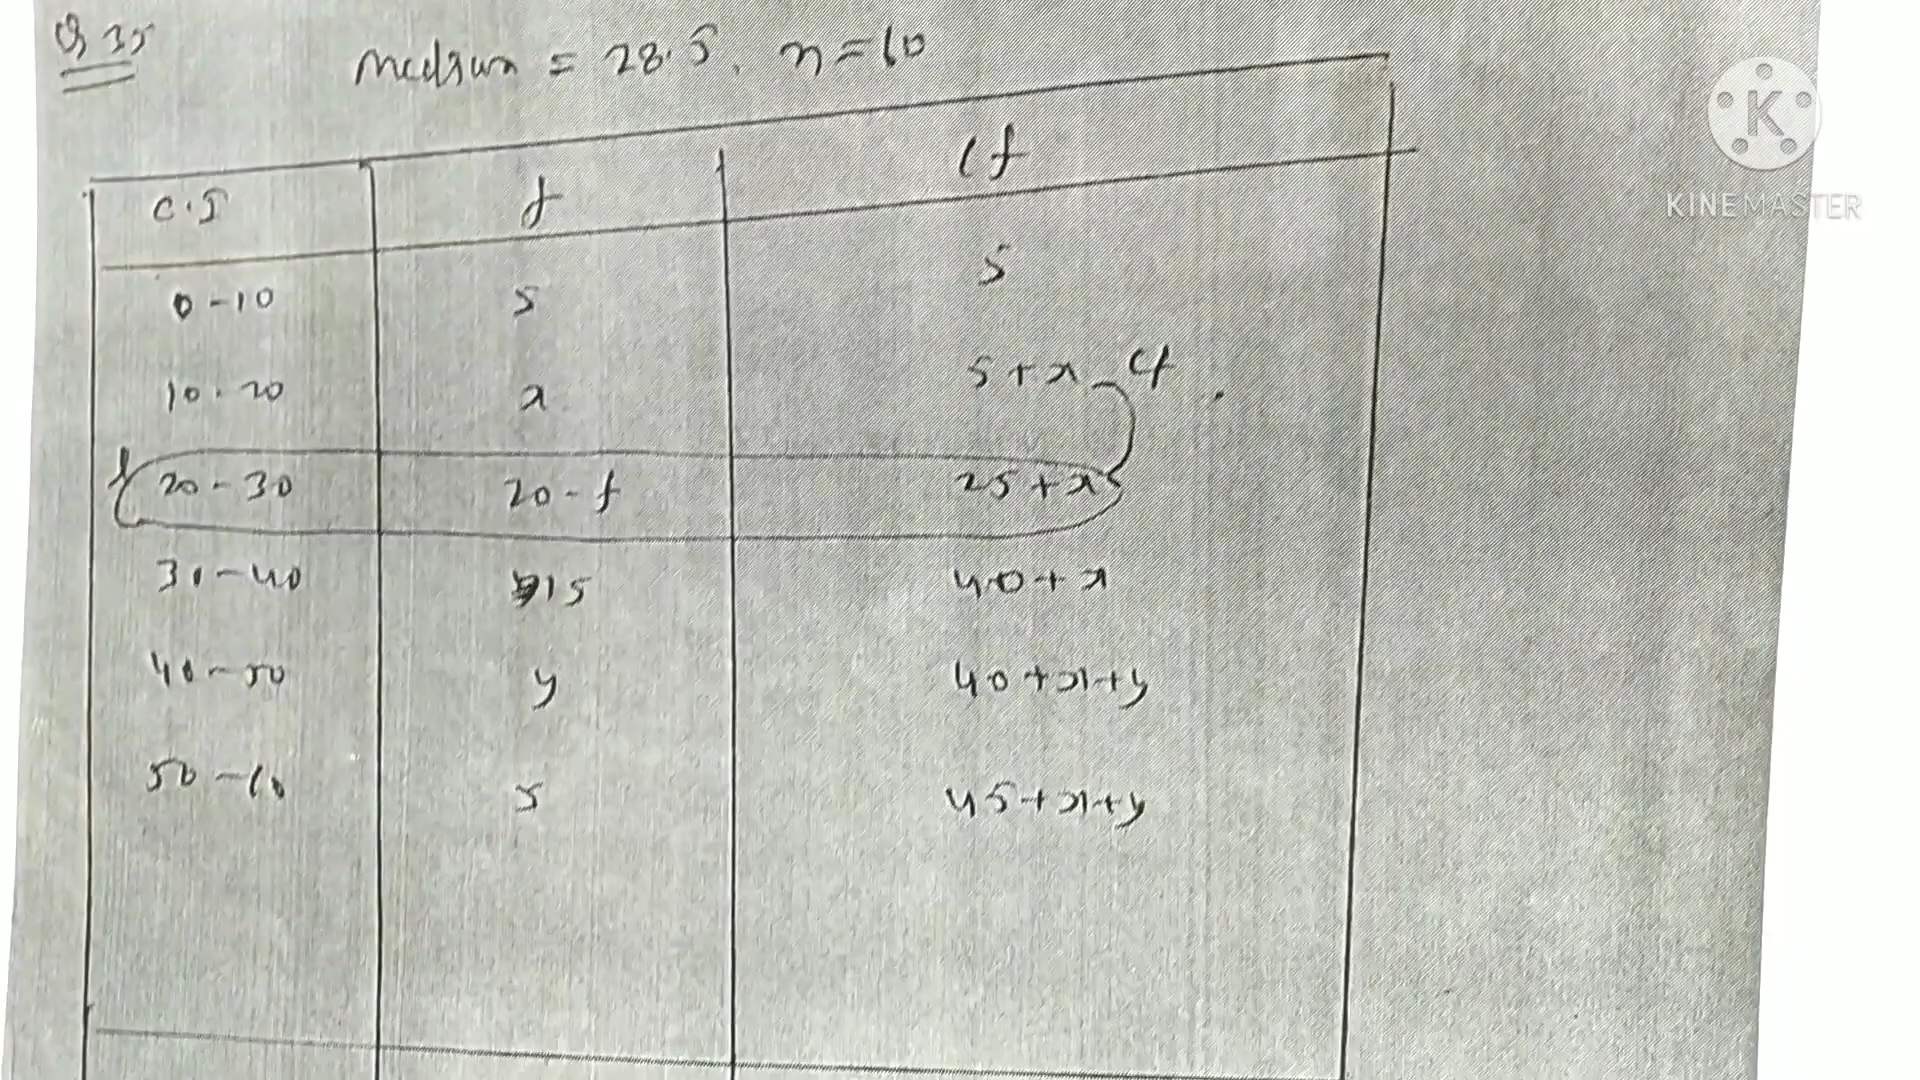 Q 35
median = 28.5, n = 60
C.I f cf
0-10 5 5
10-20 x 5+x cf
20-30 20-f 25+x
30-40 15 40+x
40-50 y 40+x+y
50-60 5 45+x+y
K
KINEMASTER